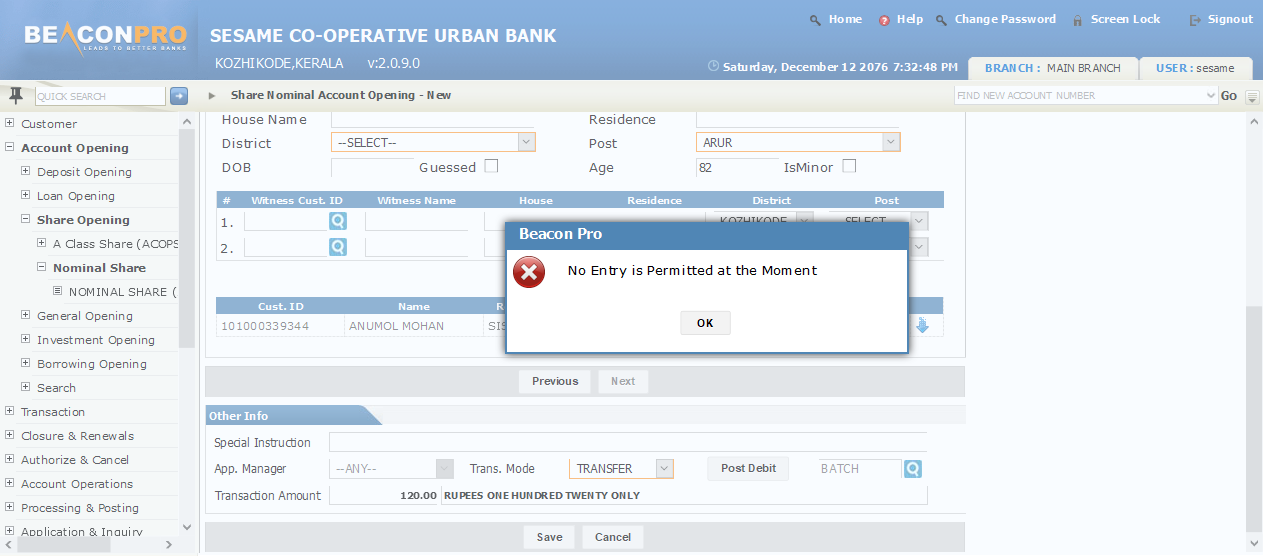 Home Help Change Password Screen Lock Signout
BEACONPRO
LEADS TO BETTER BANKS
SESAME CO-OPERATIVE URBAN BANK
KOZHIKODE,KERALA v:2.0.9.0
Saturday, December 12 2076 7:32:48 PM BRANCH : MAIN BRANCH USER : sesame
QUICK SEARCH
Share Nominal Account Opening - New
FIND NEW ACCOUNT NUMBER Go
Customer
Account Opening
Deposit Opening
Loan Opening
Share Opening
A Class Share (ACOPS
Nominal Share
NOMINAL SHARE (
General Opening
Investment Opening
Borrowing Opening
Search
Transaction
Closure & Renewals
Authorize & Cancel
Account Operations
Processing & Posting
Application & Inquiry
House Name Residence
District --SELECT-- Post ARUR
DOB Guessed Age 82 IsMinor
# Witness Cust. ID Witness Name House Residence District Post
1. KOZHIKODE --SELECT--
2.
Beacon Pro
No Entry is Permitted at the Moment
OK
Cust. ID Name
101000339344 ANUMOL MOHAN SIS
Previous Next
Other Info
Special Instruction
App. Manager --ANY-- Trans. Mode TRANSFER Post Debit BATCH
Transaction Amount 120.00 RUPEES ONE HUNDRED TWENTY ONLY
Save Cancel